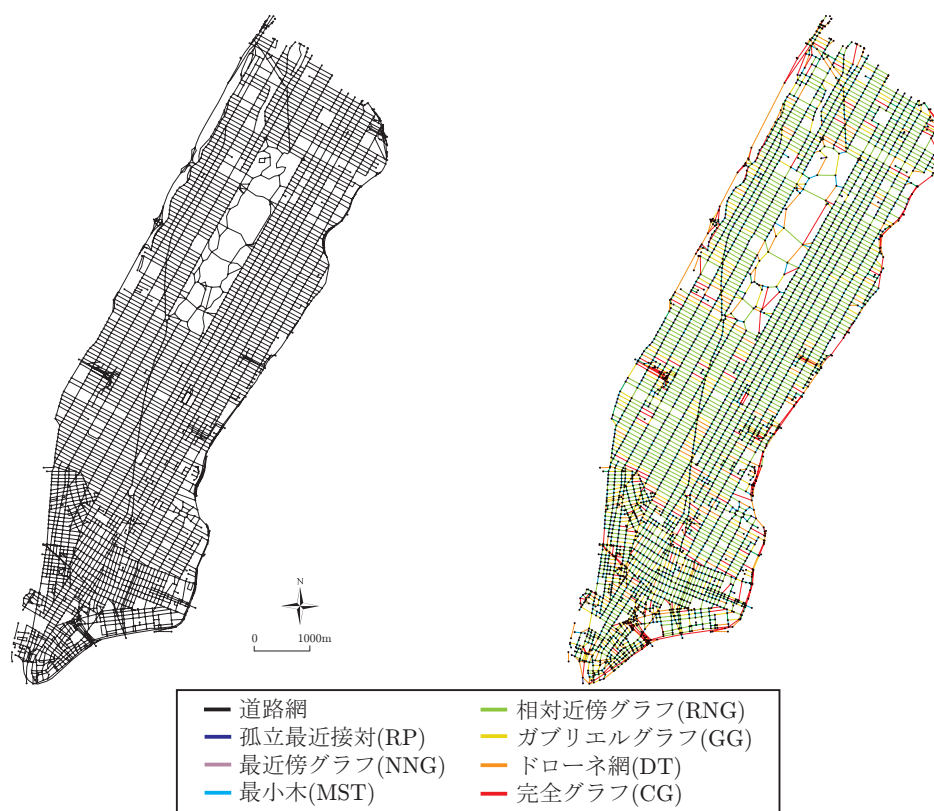 N
0 1000m
道路網
孤立最近接対(RP)
最近傍グラフ(NNG)
最小木(MST)
相対近傍グラフ(RNG)
ガブリエルグラフ(GG)
ドローネ網(DT)
完全グラフ(CG)